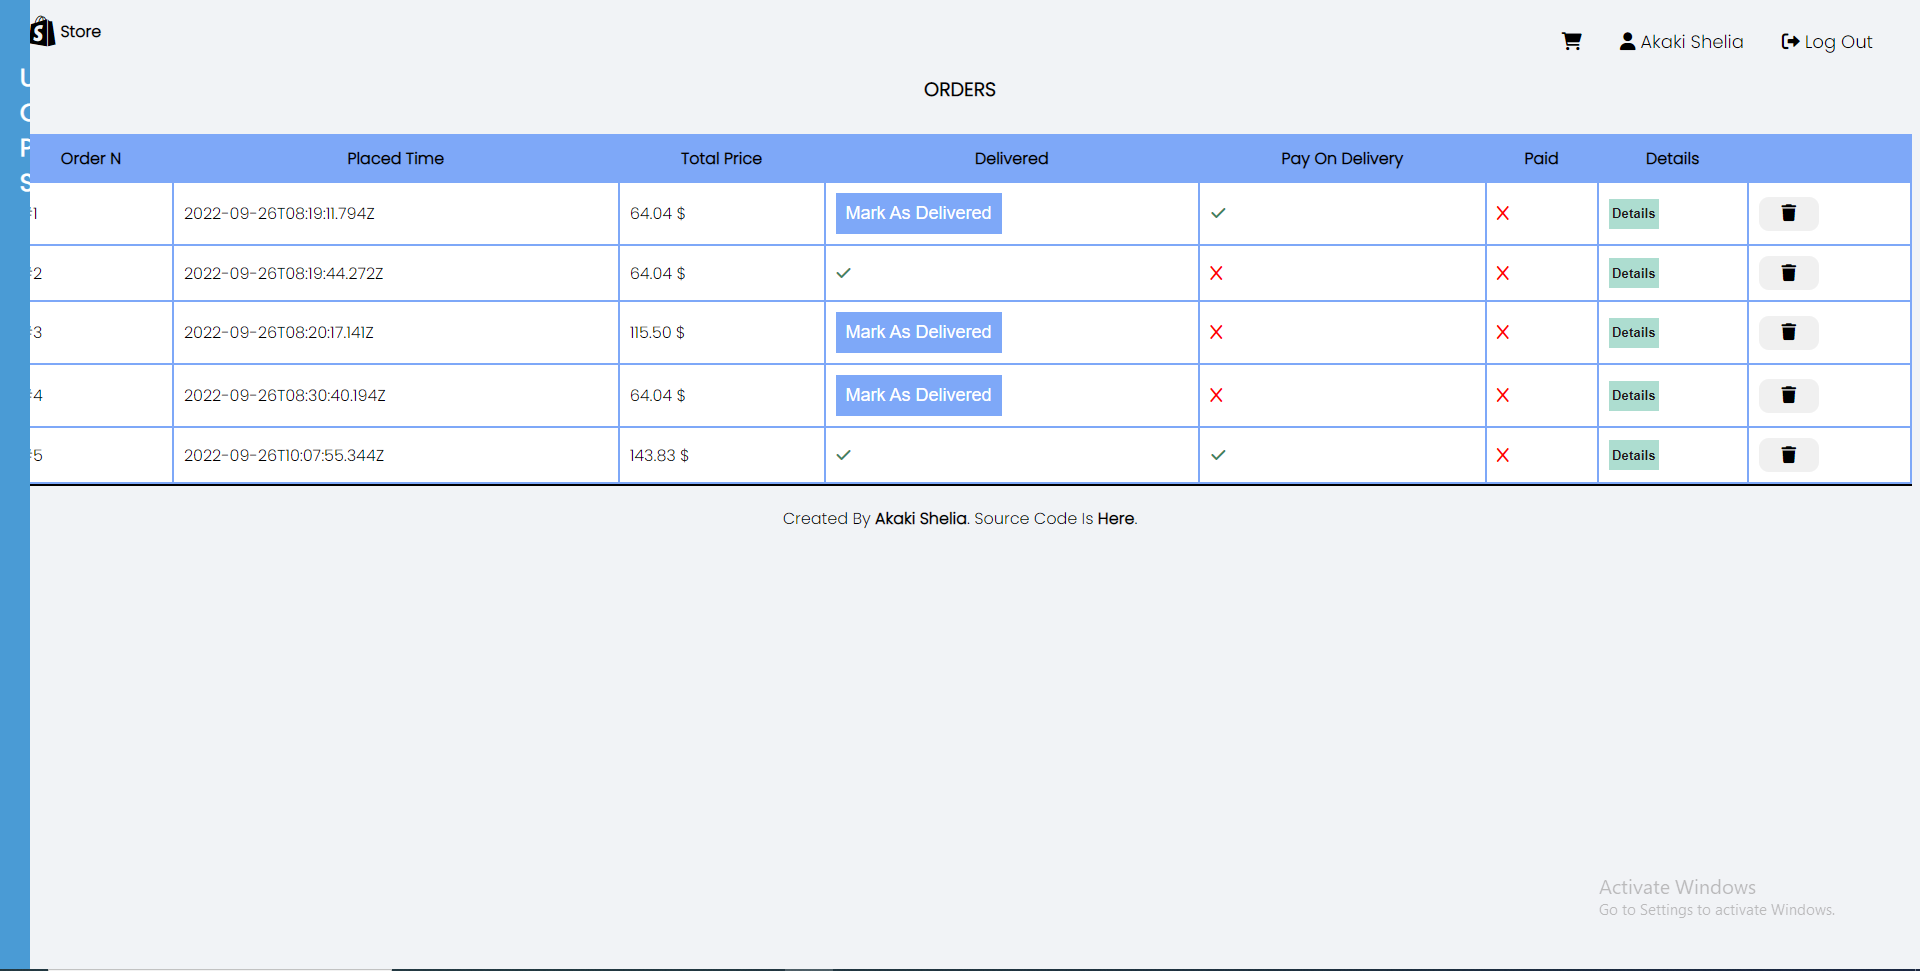 Store
Akaki Shelia Log Out
U
C
P
S
ORDERS
Order N Placed Time Total Price Delivered Pay On Delivery Paid Details
#1 2022-09-26T08:19:11.794Z 64.04 $ Mark As Delivered ✓ X Details
#2 2022-09-26T08:19:44.272Z 64.04 $ ✓ X X Details
#3 2022-09-26T08:20:17.141Z 115.50 $ Mark As Delivered X X Details
#4 2022-09-26T08:30:40.194Z 64.04 $ Mark As Delivered X X Details
#5 2022-09-26T10:07:55.344Z 143.83 $ ✓ ✓ X Details
Created By Akaki Shelia. Source Code Is Here.
Activate Windows
Go to Settings to activate Windows.